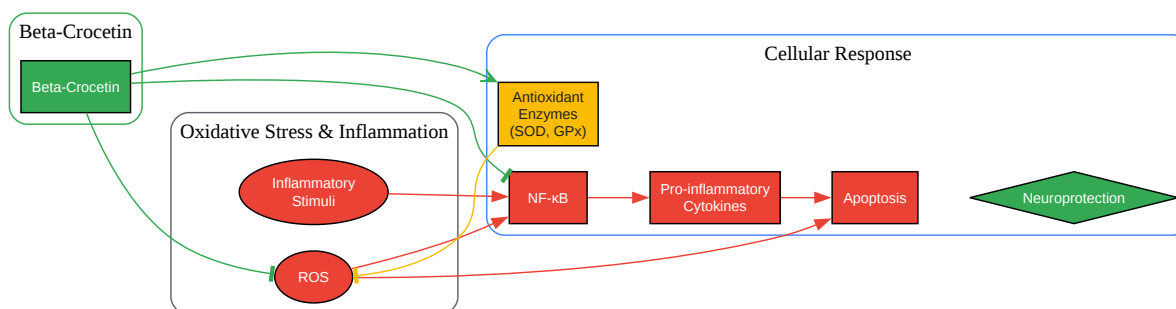 Beta-Crocetin
Beta-Crocetin
Oxidative Stress & Inflammation
Inflammatory
Stimuli
ROS
Cellular Response
Antioxidant
Enzymes
(SOD, GPx)
NF-κB
Pro-inflammatory
Cytokines
Apoptosis
Neuroprotection